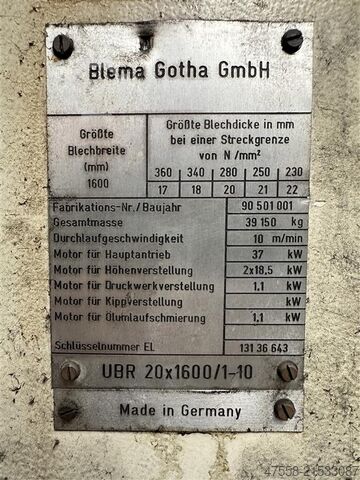 Blema Gotha GmbH
Größte
Blechbreite
(mm)
1600
Größte Blechdicke in mm
bei einer Streckgrenze
von N/mm²
360 340 280 250 230
17 18 20 21 22
Fabrikations-Nr./Baujahr 90 501 001
Gesamtmasse 39 150 kg
Durchlaufgeschwindigkeit 10 m/min
Motor für Hauptantrieb 37 kW
Motor für Höhenverstellung 2x18,5 kW
Motor für Druckwerkverstellung 1,1 kW
Motor für Kippverstellung kW
Motor für Ölumlaufschmierung 1,1 kW
Schlüsselnummer EL 131 36 643
UBR 20x1600/1-10
Made in Germany
47558-21533087